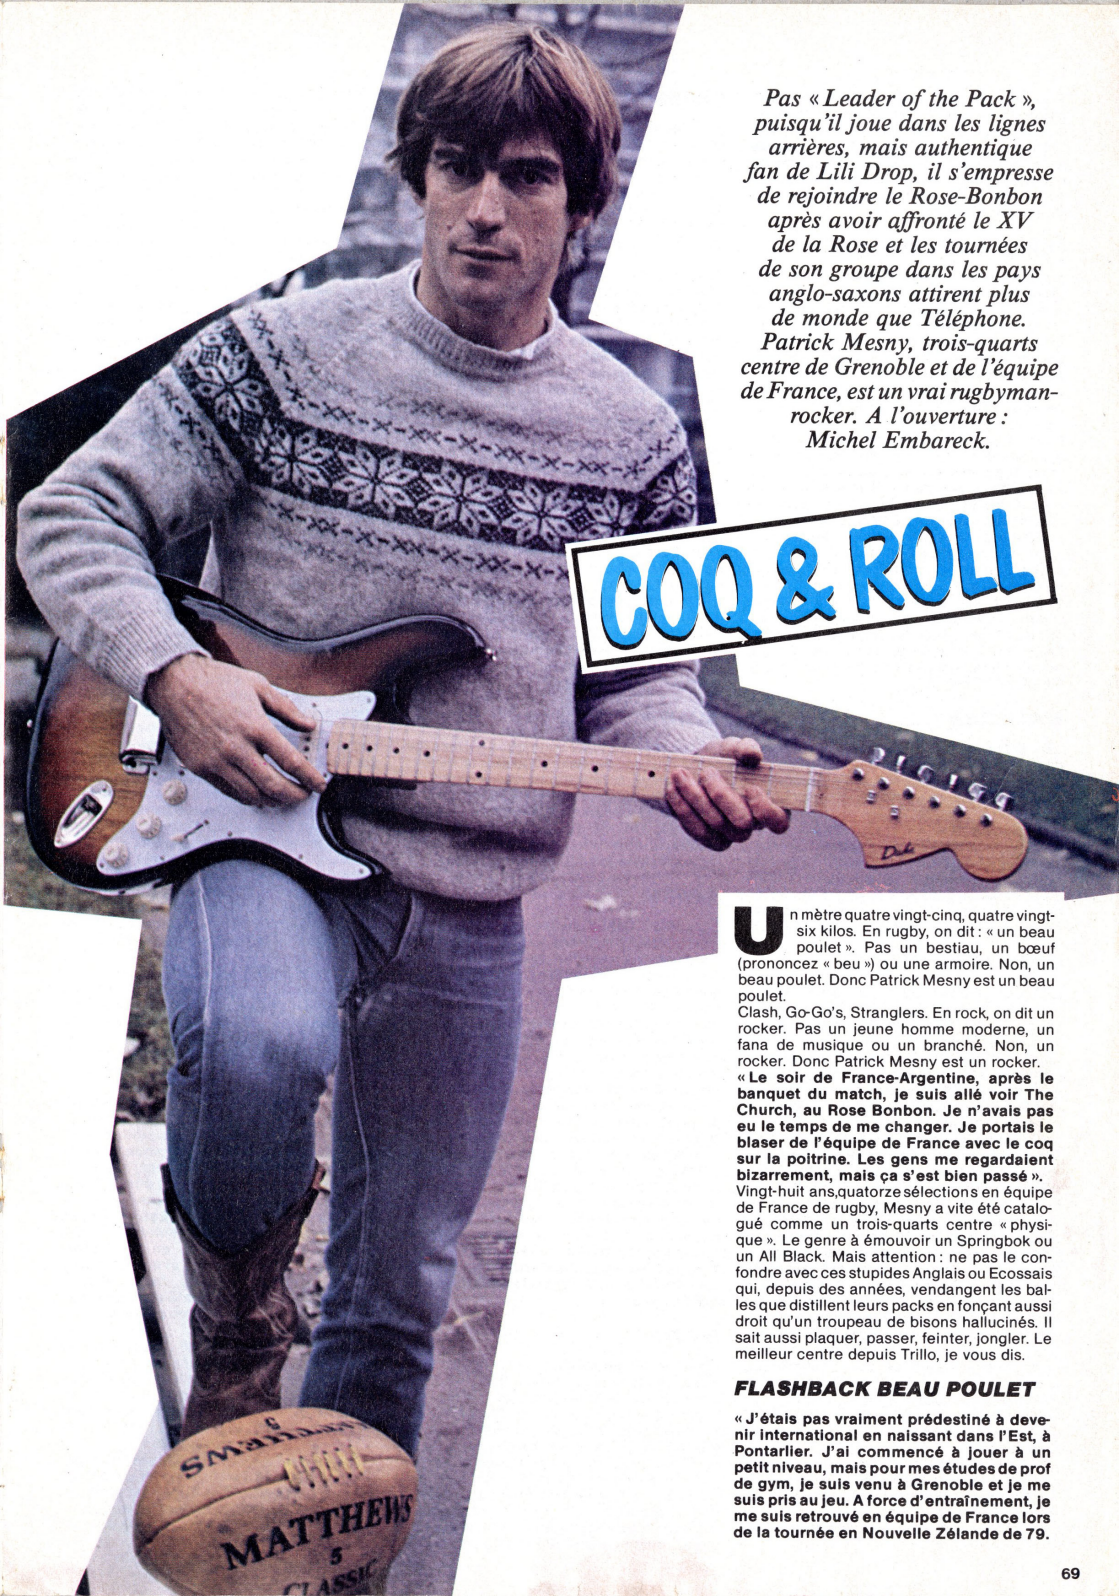 Pas « Leader of the Pack »,
puisqu'il joue dans les lignes
arrières, mais authentique
fan de Lili Drop, il s'empresse
de rejoindre le Rose-Bonbon
après avoir affronté le XV
de la Rose et les tournées
de son groupe dans les pays
anglo-saxons attirent plus
de monde que Téléphone.
Patrick Mesny, trois-quarts
centre de Grenoble et de l'équipe
de France, est un vrai rugbyman-
rocker. A l'ouverture :
Michel Embareck.
COQ & ROLL
Un mètre quatre vingt-cinq, quatre vingt-
six kilos. En rugby, on dit : « un beau
poulet ». Pas un bestiau, un bœuf
(prononcez « beu ») ou une armoire. Non, un
beau poulet. Donc Patrick Mesny est un beau
poulet.
Clash, Go-Go's, Stranglers. En rock, on dit un
rocker. Pas un jeune homme moderne, un
fana de musique ou un branché. Non, un
rocker. Donc Patrick Mesny est un rocker.
« Le soir de France-Argentine, après le
banquet du match, je suis allé voir The
Church, au Rose Bonbon. Je n'avais pas
eu le temps de me changer. Je portais le
blaser de l'équipe de France avec le coq
sur la poitrine. Les gens me regardaient
bizarrement, mais ça s'est bien passé ».
Vingt-huit ans,quatorze sélections en équipe
de France de rugby, Mesny a vite été catalo-
gué comme un trois-quarts centre « physi-
que ». Le genre à émouvoir un Springbok ou
un All Black. Mais attention : ne pas le con-
fondre avec ces stupides Anglais ou Ecossais
qui, depuis des années, vendangent les bal-
les que distillent leurs packs en fonçant aussi
droit qu'un troupeau de bisons hallucinés. Il
sait aussi plaquer, passer, feinter, jongler. Le
meilleur centre depuis Trillo, je vous dis.
FLASHBACK BEAU POULET
« J'étais pas vraiment prédestiné à deve-
nir international en naissant dans l'Est, à
Pontarlier. J'ai commencé à jouer à un
petit niveau, mais pour mes études de prof
de gym, je suis venu à Grenoble et je me
suis pris au jeu. A force d'entraînement, je
me suis retrouvé en équipe de France lors
de la tournée en Nouvelle Zélande de 79.
5
MATTHEWS
MATTHEWS
5
CLASSIC
69